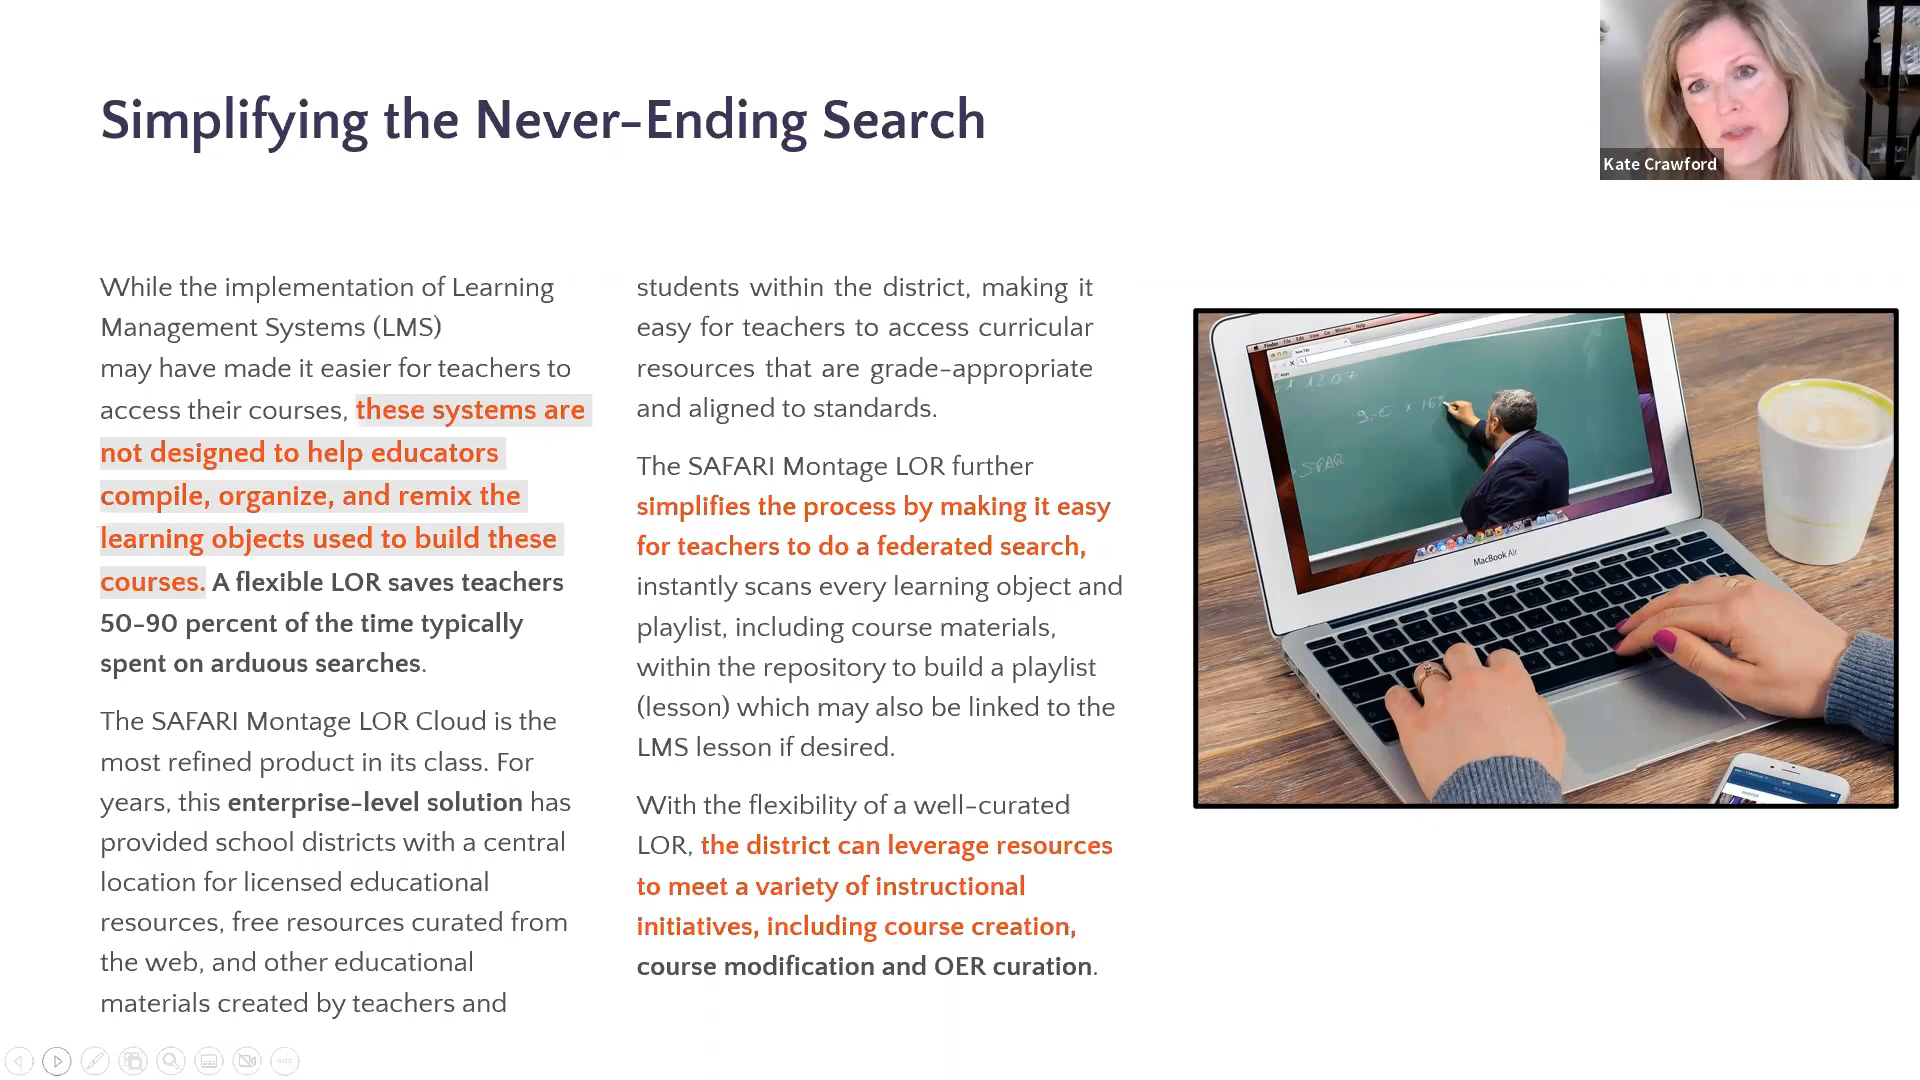 Simplifying the Never-Ending Search
Kate Crawford
While the implementation of Learning
Management Systems (LMS)
may have made it easier for teachers to
access their courses, these systems are
not designed to help educators
compile, organize, and remix the
learning objects used to build these
courses. A flexible LOR saves teachers
50-90 percent of the time typically
spent on arduous searches.
The SAFARI Montage LOR Cloud is the
most refined product in its class. For
years, this enterprise-level solution has
provided school districts with a central
location for licensed educational
resources, free resources curated from
the web, and other educational
materials created by teachers and
students within the district, making it
easy for teachers to access curricular
resources that are grade-appropriate
and aligned to standards.
The SAFARI Montage LOR further
simplifies the process by making it easy
for teachers to do a federated search,
instantly scans every learning object and
playlist, including course materials,
within the repository to build a playlist
(lesson) which may also be linked to the
LMS lesson if desired.
With the flexibility of a well-curated
LOR, the district can leverage resources
to meet a variety of instructional
initiatives, including course creation,
course modification and OER curation.
MacBook Air